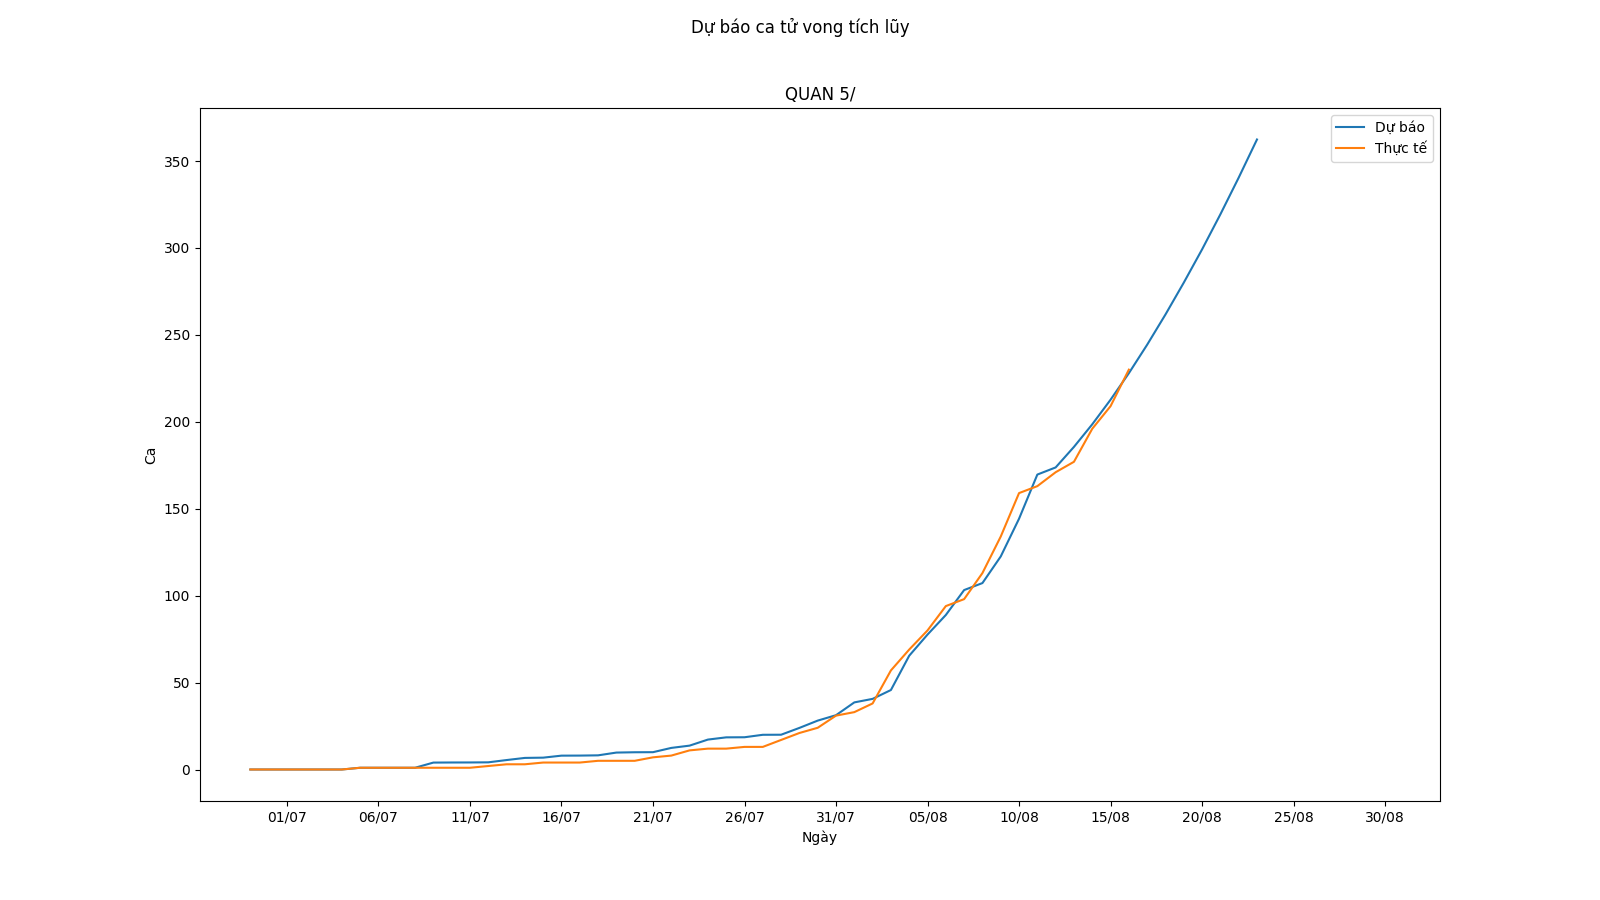 Dự báo ca tử vong tích lũy
QUAN 5/
Dự báo
Thực tế
350
300
250
200
150
100
50
0
Ca
01/07 06/07 11/07 16/07 21/07 26/07 31/07 05/08 10/08 15/08 20/08 25/08 30/08
Ngày